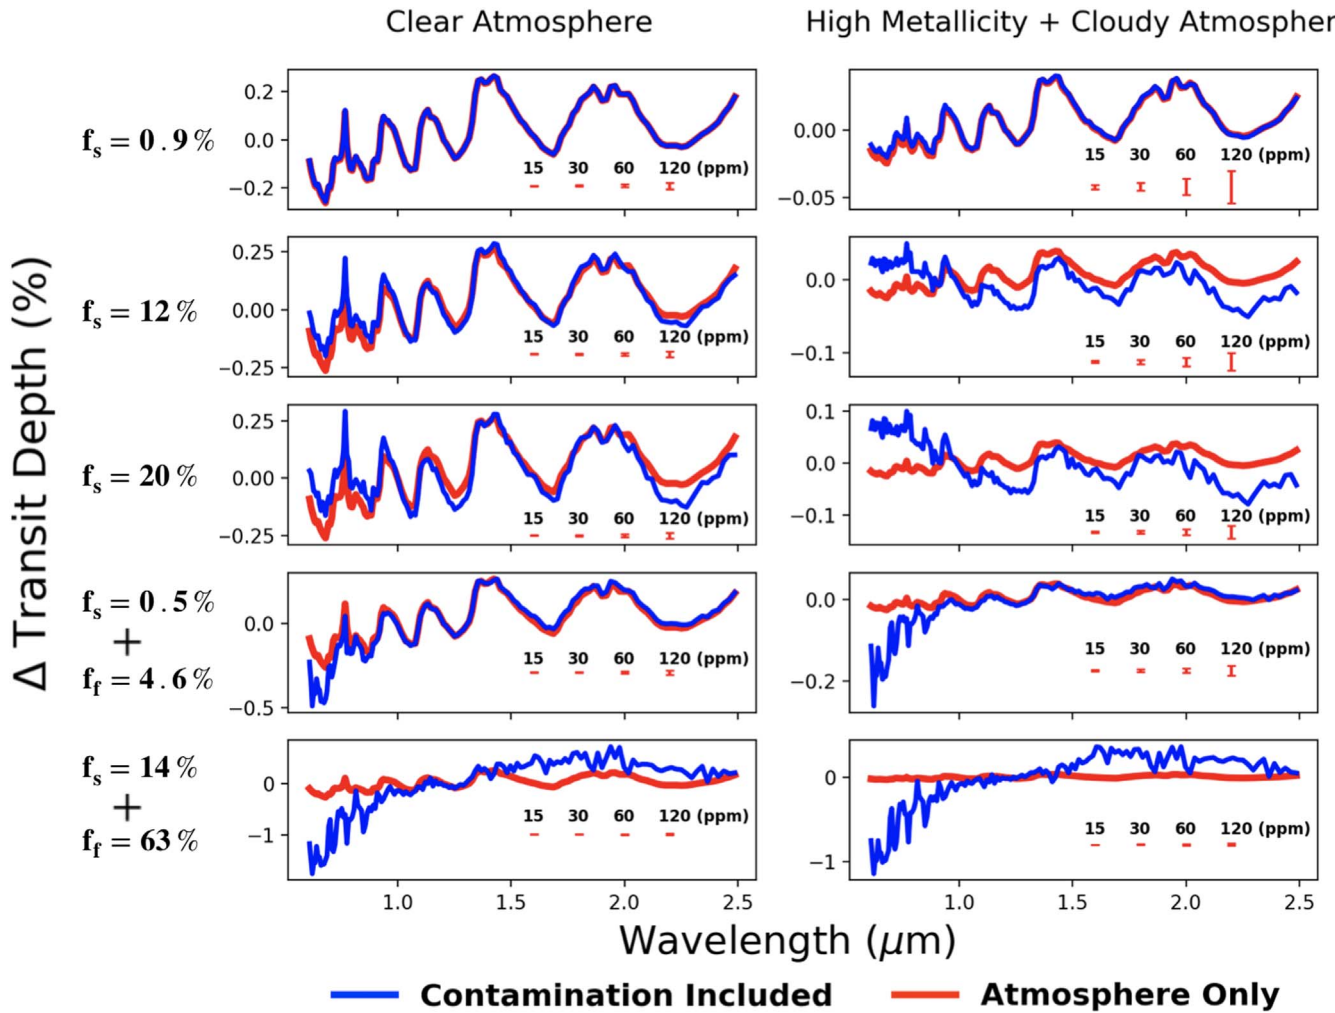 Clear Atmosphere
High Metallicity + Cloudy Atmospher
Δ Transit Depth (%)
fs = 0.9%
0.2
0.0
−0.2
15 30 60 120 (ppm)
0.00
−0.05
15 30 60 120 (ppm)
fs = 12%
0.25
0.00
−0.25
15 30 60 120 (ppm)
0.0
−0.1
15 30 60 120 (ppm)
fs = 20%
0.25
0.00
−0.25
15 30 60 120 (ppm)
0.1
0.0
−0.1
15 30 60 120 (ppm)
fs = 0.5%
+
ff = 4.6%
0.0
−0.5
15 30 60 120 (ppm)
0.0
−0.2
15 30 60 120 (ppm)
fs = 14%
+
ff = 63%
0
−1
15 30 60 120 (ppm)
0
−1
15 30 60 120 (ppm)
1.0 1.5 2.0 2.5
1.0 1.5 2.0 2.5
Wavelength (μm)
Contamination Included
Atmosphere Only